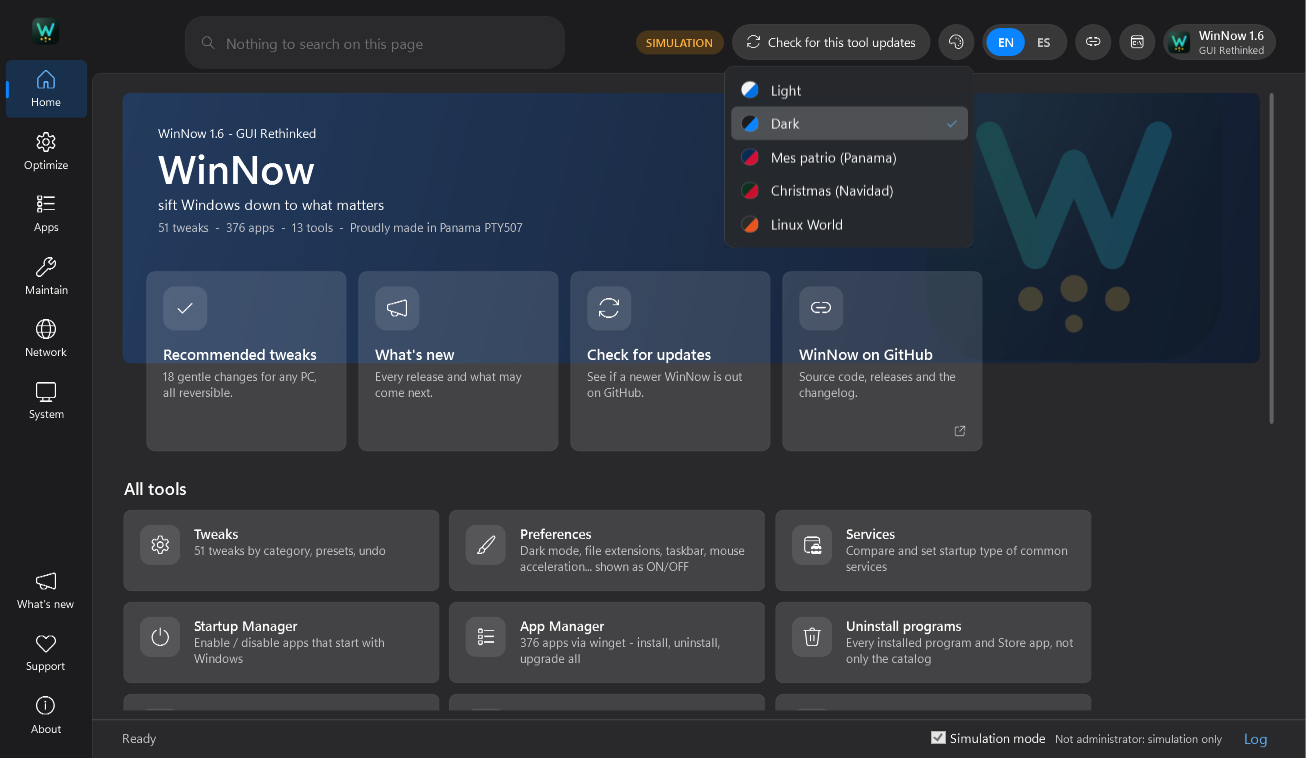 Nothing to search on this page
SIMULATION
Check for this tool updates
EN
ES
WinNow 1.6
GUI Rethinked
Home
Optimize
Apps
Maintain
Network
System
What's new
Support
About
Light
Dark
Mes patrio (Panama)
Christmas (Navidad)
Linux World
WinNow 1.6 - GUI Rethinked
WinNow
sift Windows down to what matters
51 tweaks - 376 apps - 13 tools - Proudly made in Panama PTY507
Recommended tweaks
18 gentle changes for any PC,
all reversible.
What's new
Every release and what may
come next.
Check for updates
See if a newer WinNow is out
on GitHub.
WinNow on GitHub
Source code, releases and the
changelog.
All tools
Tweaks
51 tweaks by category, presets, undo
Preferences
Dark mode, file extensions, taskbar, mouse
acceleration... shown as ON/OFF
Services
Compare and set startup type of common
services
Startup Manager
Enable / disable apps that start with
Windows
App Manager
376 apps via winget - install, uninstall,
upgrade all
Uninstall programs
Every installed program and Store app, not
only the catalog
Ready
Simulation mode
Not administrator: simulation only
Log